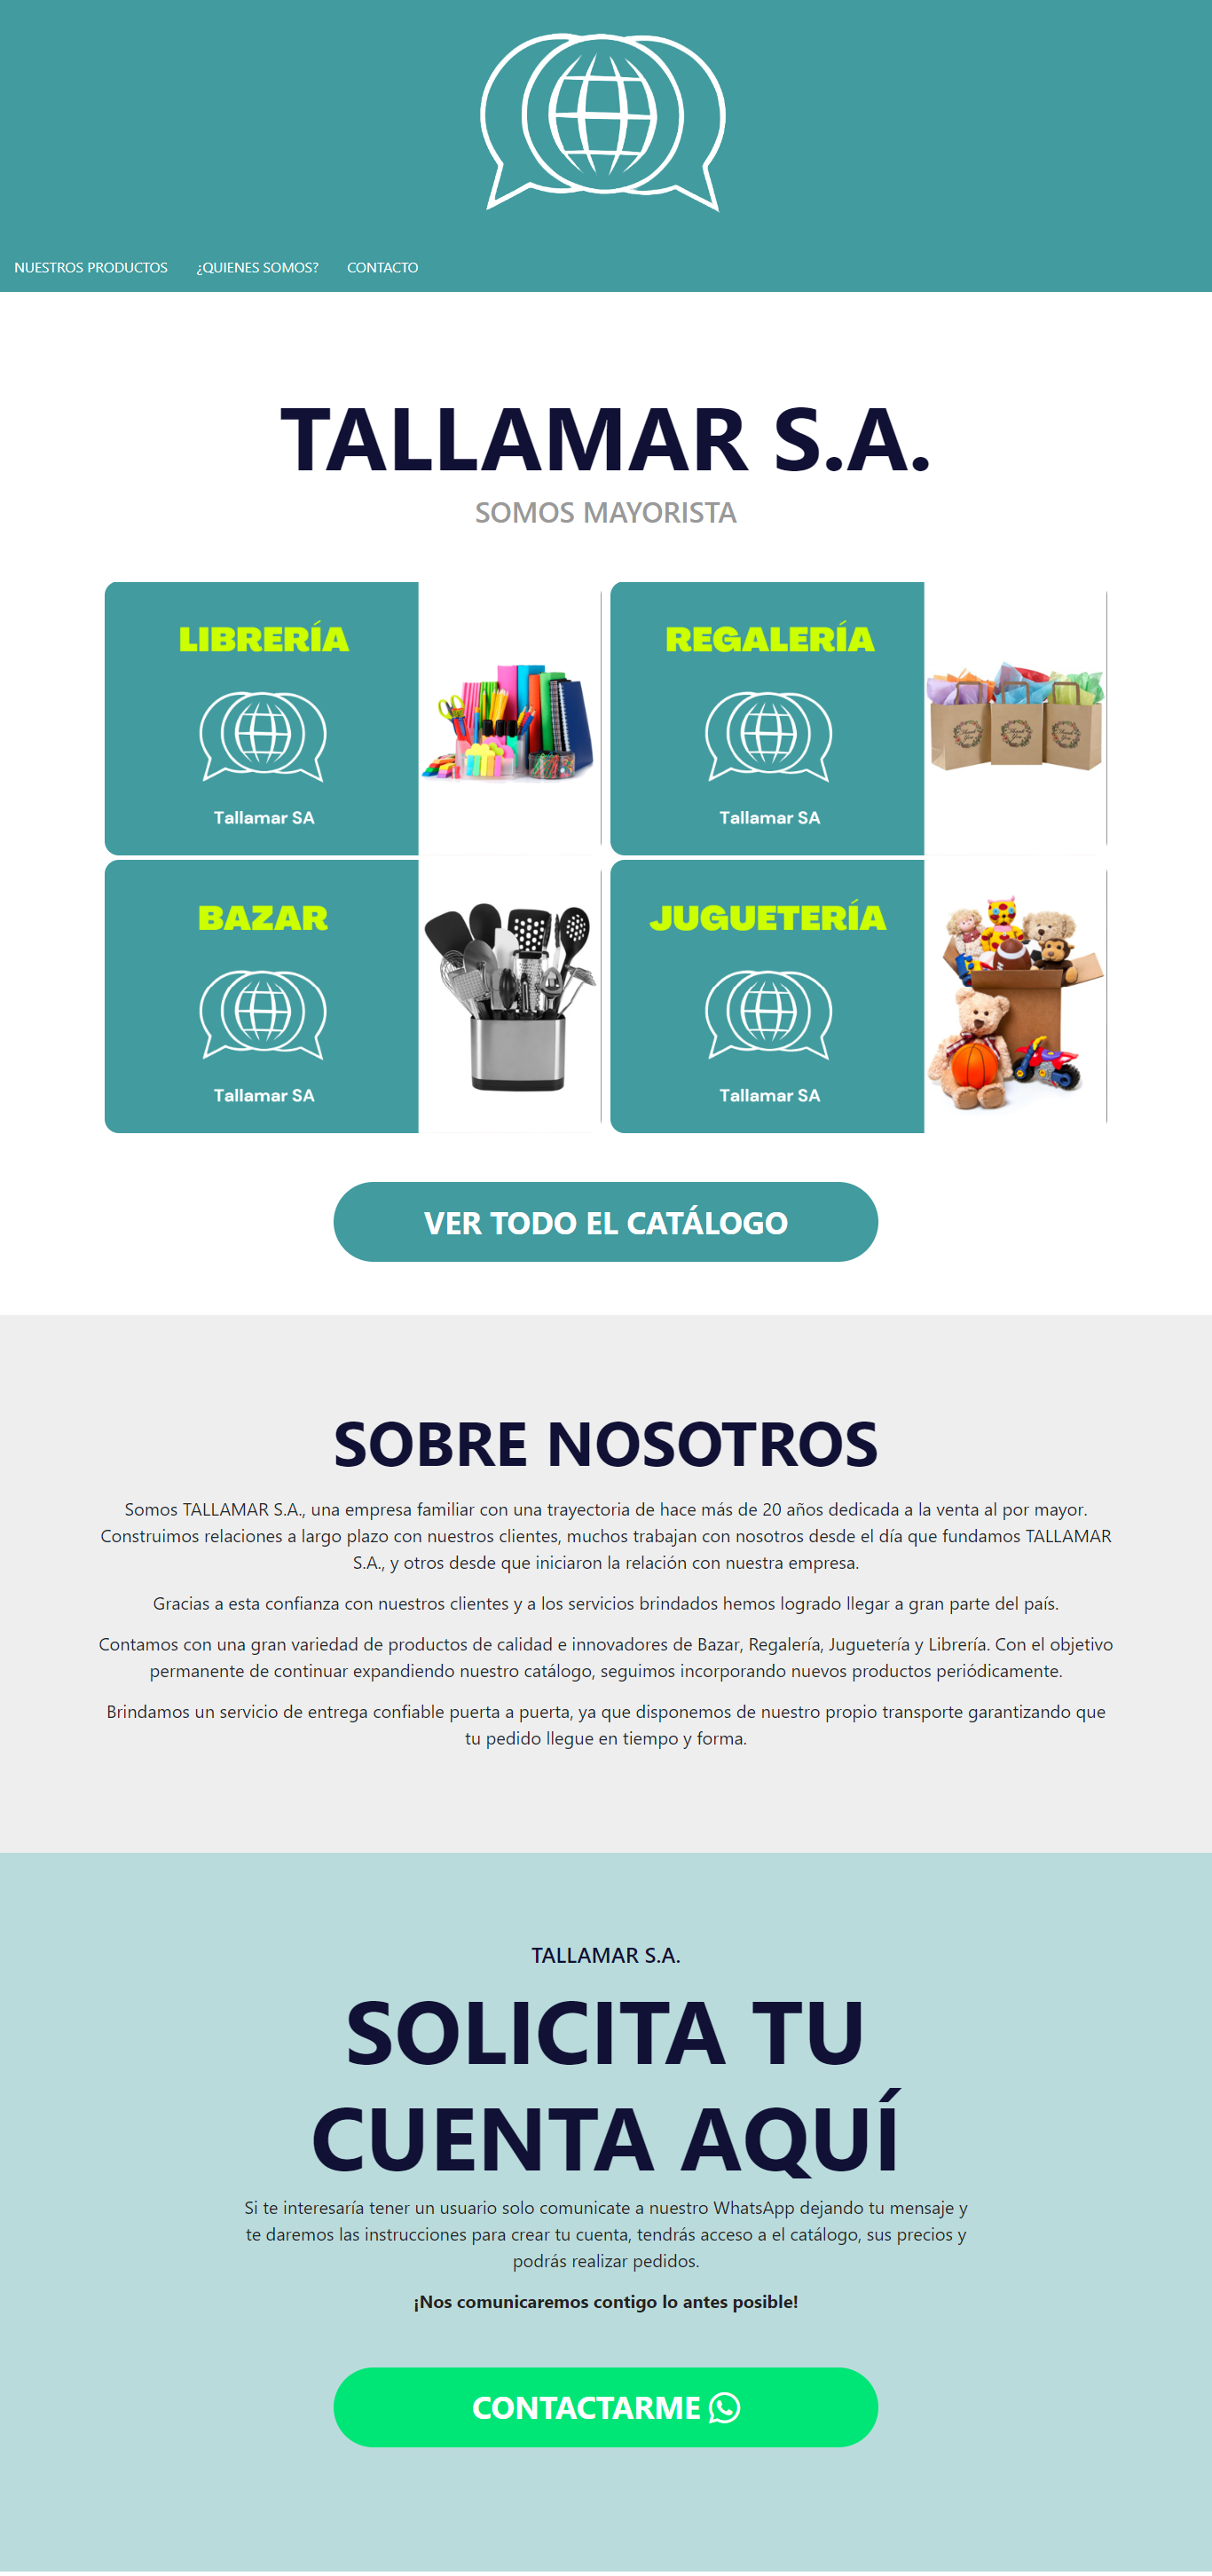 NUESTROS PRODUCTOS ¿QUIENES SOMOS? CONTACTO
TALLAMAR S.A.
SOMOS MAYORISTA
LIBRERÍA
Tallamar SA
REGALERÍA
Thank You
Thank You
Thank You
Tallamar SA
BAZAR
Tallamar SA
JUGUETERÍA
Tallamar SA
VER TODO EL CATÁLOGO
SOBRE NOSOTROS
Somos TALLAMAR S.A., una empresa familiar con una trayectoria de hace más de 20 años dedicada a la venta al por mayor.
Construimos relaciones a largo plazo con nuestros clientes, muchos trabajan con nosotros desde el día que fundamos TALLAMAR
S.A., y otros desde que iniciaron la relación con nuestra empresa.
Gracias a esta confianza con nuestros clientes y a los servicios brindados hemos logrado llegar a gran parte del país.
Contamos con una gran variedad de productos de calidad e innovadores de Bazar, Regalería, Juguetería y Librería. Con el objetivo
permanente de continuar expandiendo nuestro catálogo, seguimos incorporando nuevos productos periódicamente.
Brindamos un servicio de entrega confiable puerta a puerta, ya que disponemos de nuestro propio transporte garantizando que
tu pedido llegue en tiempo y forma.
TALLAMAR S.A.
SOLICITA TU
CUENTA AQUÍ
Si te interesaría tener un usuario solo comunicate a nuestro WhatsApp dejando tu mensaje y
te daremos las instrucciones para crear tu cuenta, tendrás acceso a el catálogo, sus precios y
podrás realizar pedidos.
¡Nos comunicaremos contigo lo antes posible!
CONTACTARME